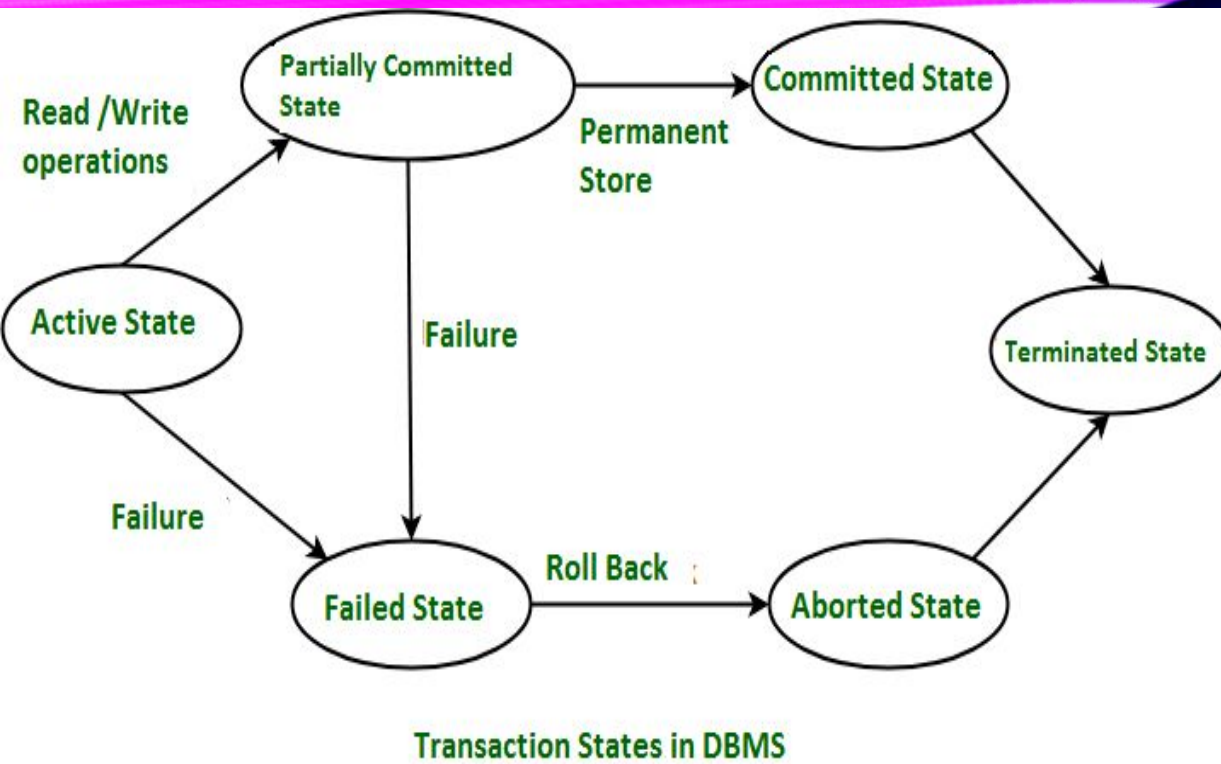 Partially Committed
State
Committed State
Read /Write
operations
Permanent
Store
Active State
Failure
Terminated State
Failure
Roll Back
Failed State
Aborted State
Transaction States in DBMS